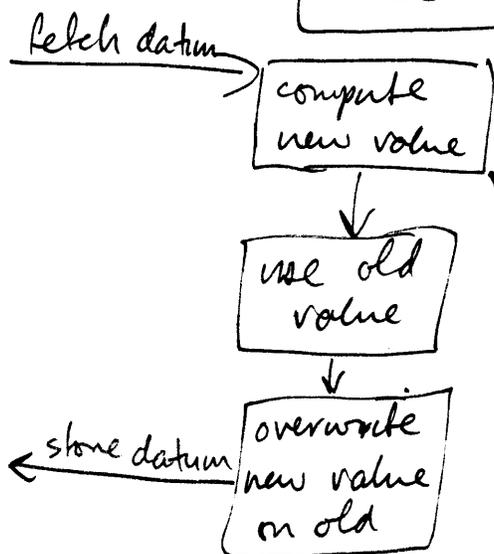 fetch datum
compute
new value
use old
value
overwrite
store datum
new value
on old